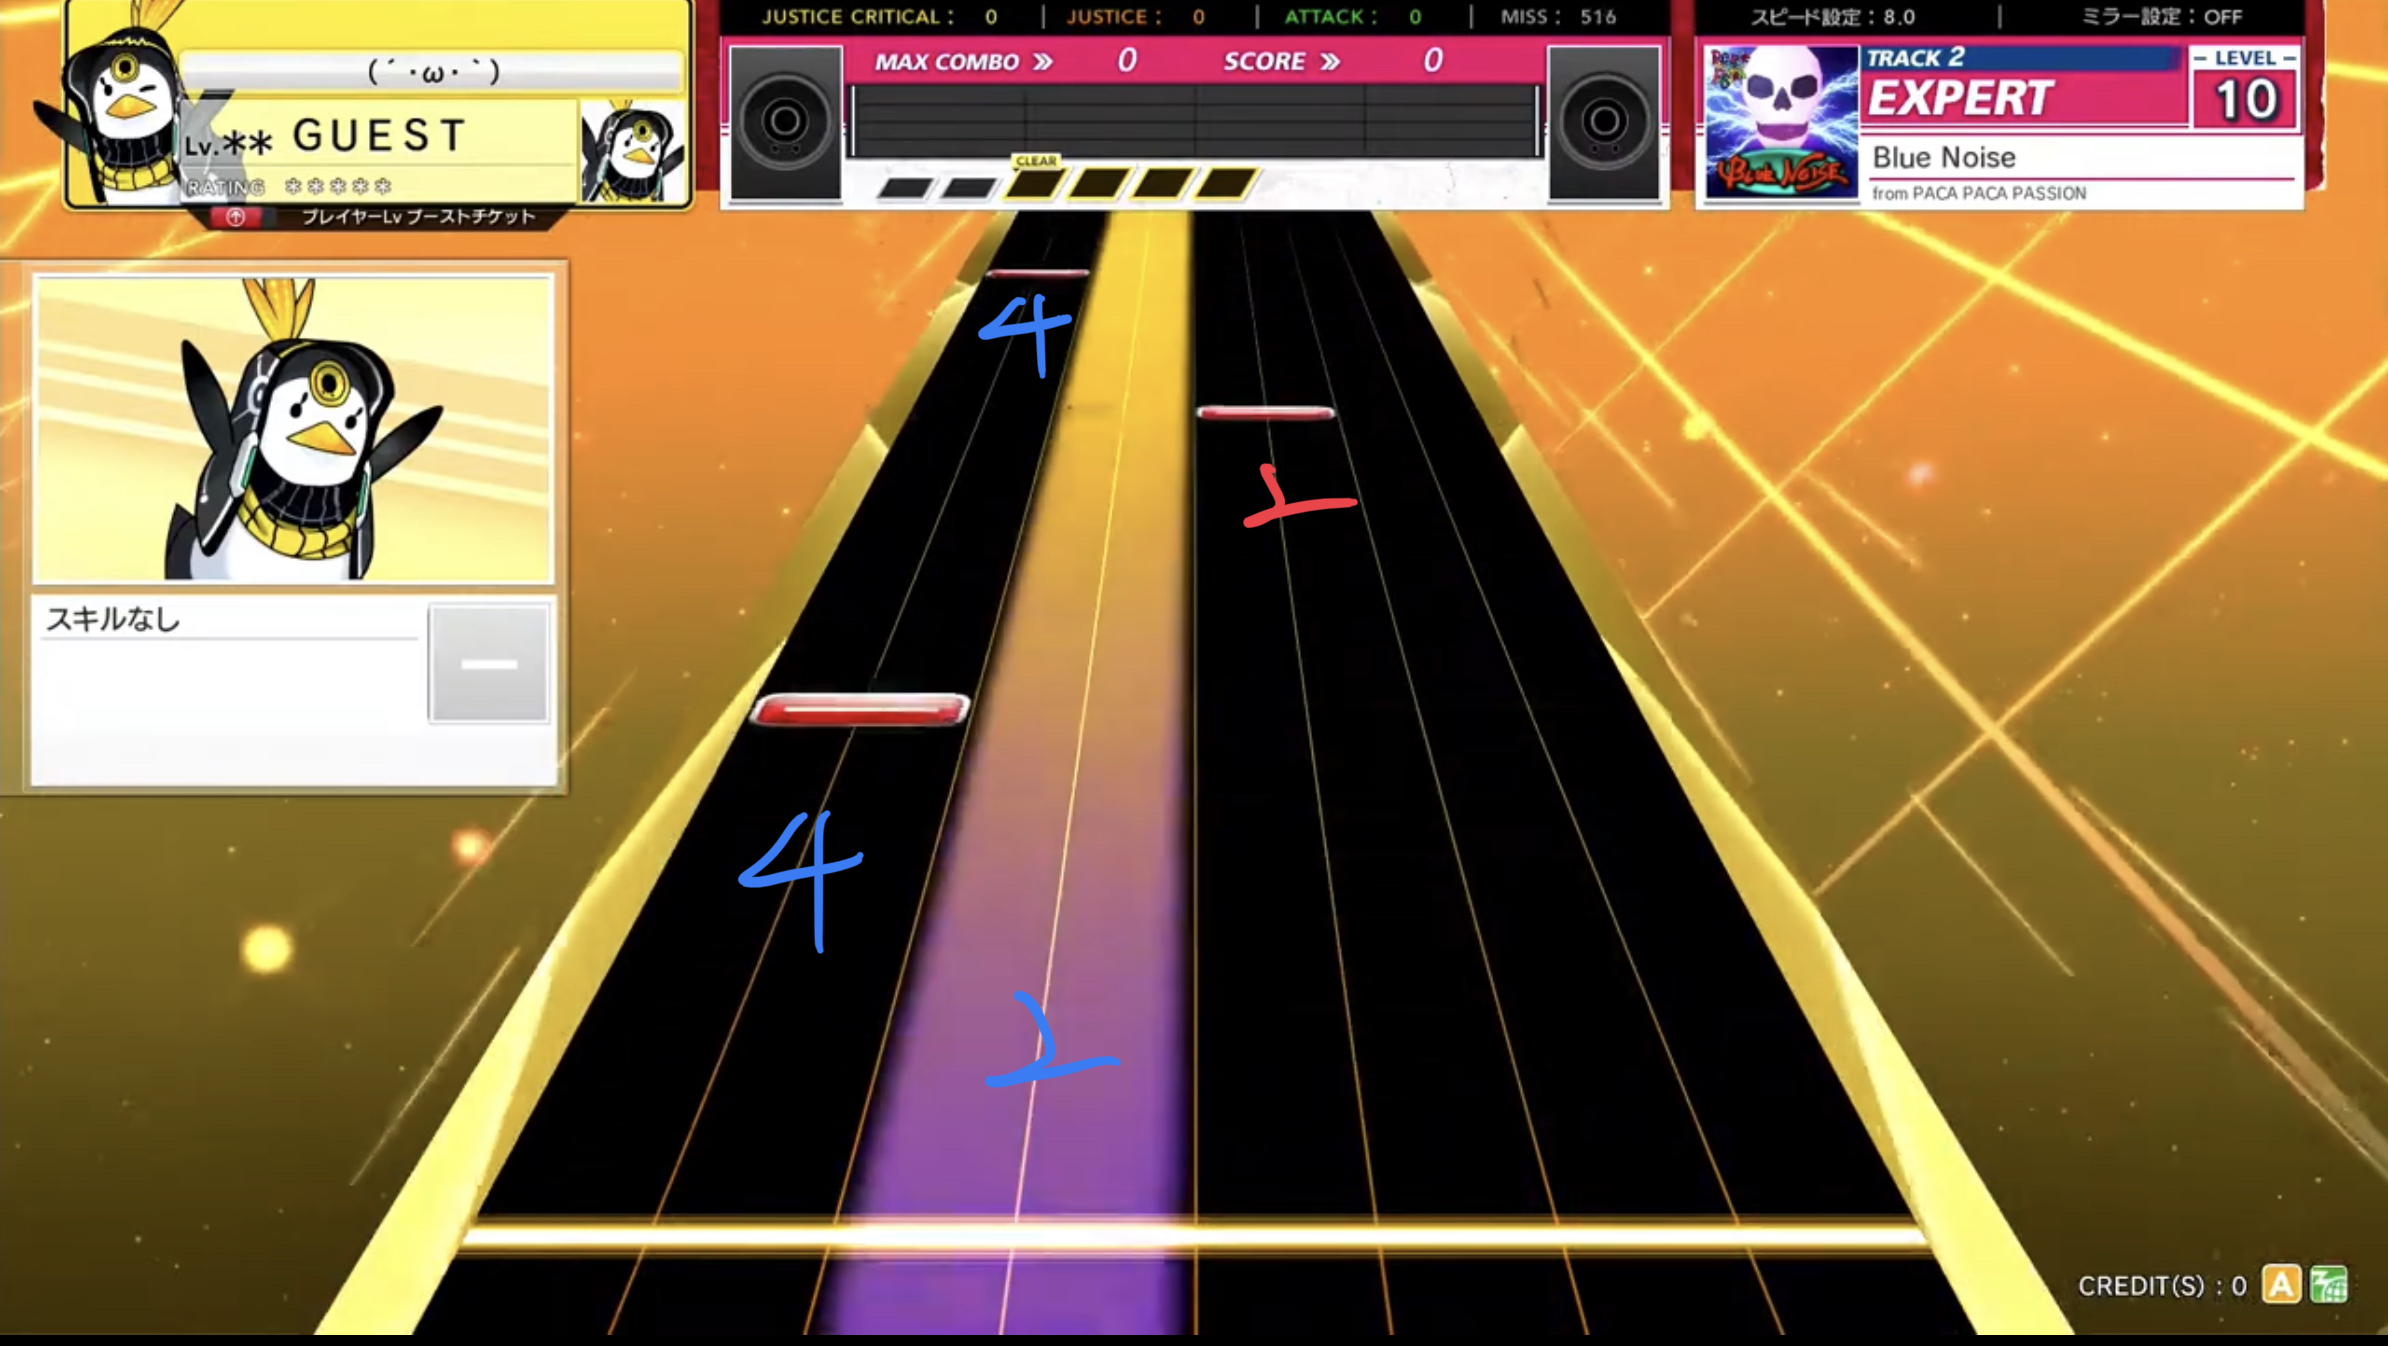 (´・ω・`)
Lv.** GUEST
RATING *****
プレイヤーLv ブーストチケット
JUSTICE CRITICAL : 0 | JUSTICE : 0 | ATTACK : 0 | MISS : 516
MAX COMBO » 0 SCORE » 0
CLEAR
スピード設定:8.0 | ミラー設定:OFF
TRACK 2
EXPERT
LEVEL
10
BLUE NOISE
Blue Noise
from PACA PACA PASSION
スキルなし
4
1
4
2
CREDIT(S) : 0 A